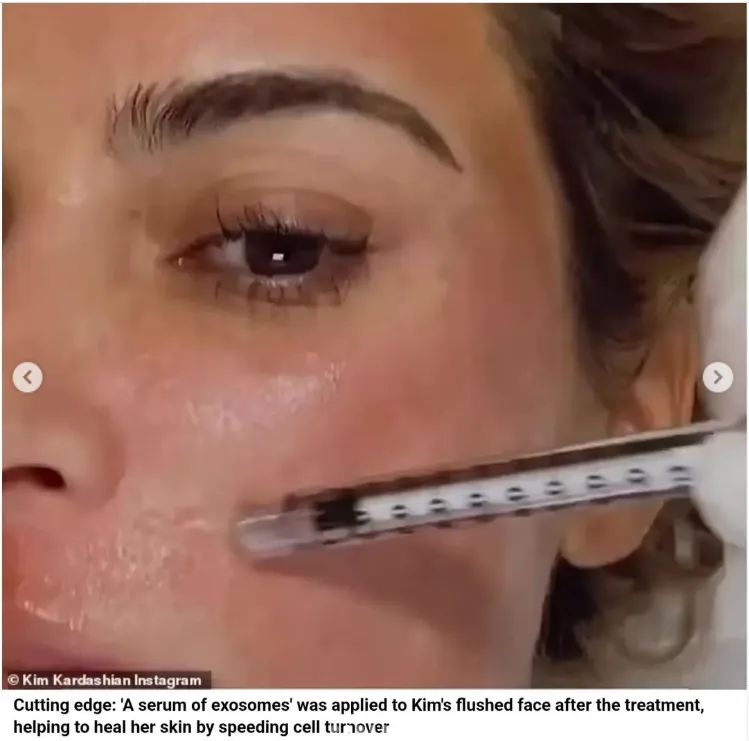 © Kim Kardashian Instagram
Cutting edge: 'A serum of exosomes' was applied to Kim's flushed face after the treatment,
helping to heal her skin by speeding cell turnover